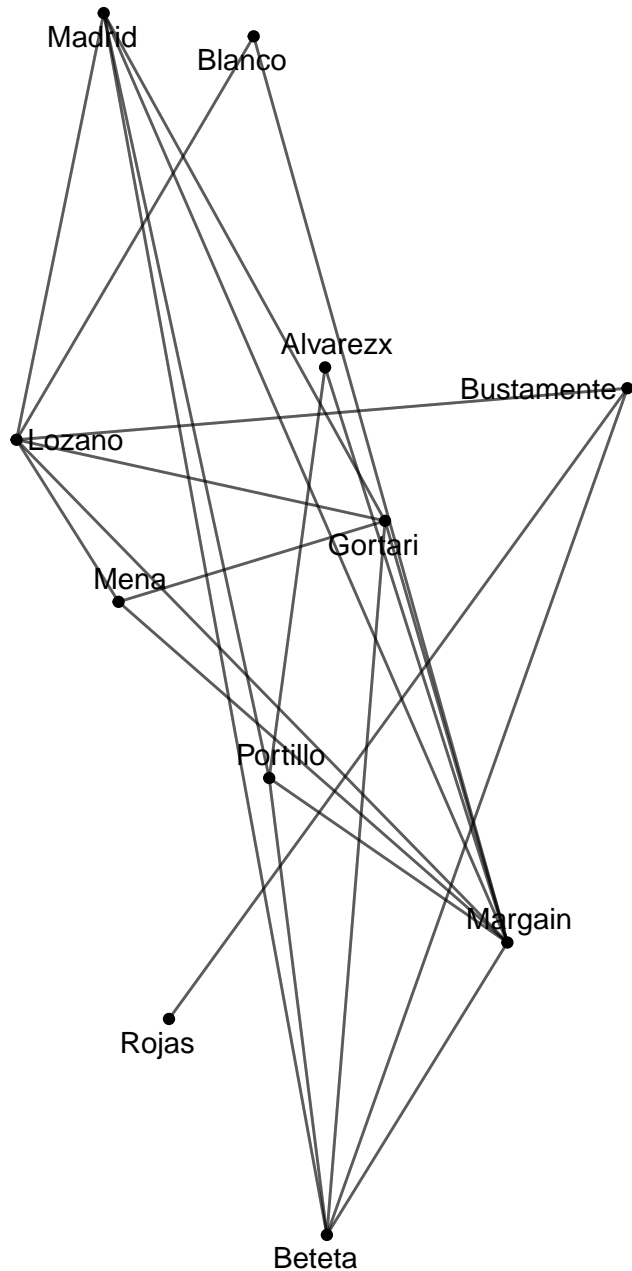 Madrid
Blanco
Alvarezx
Bustamente
Lozano
Gortari
Mena
Portillo
Margain
Rojas
Beteta